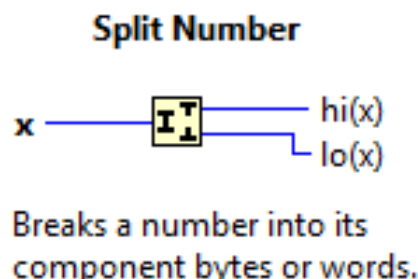 Split Number
x
hi(x)
lo(x)
Breaks a number into its
component bytes or words.